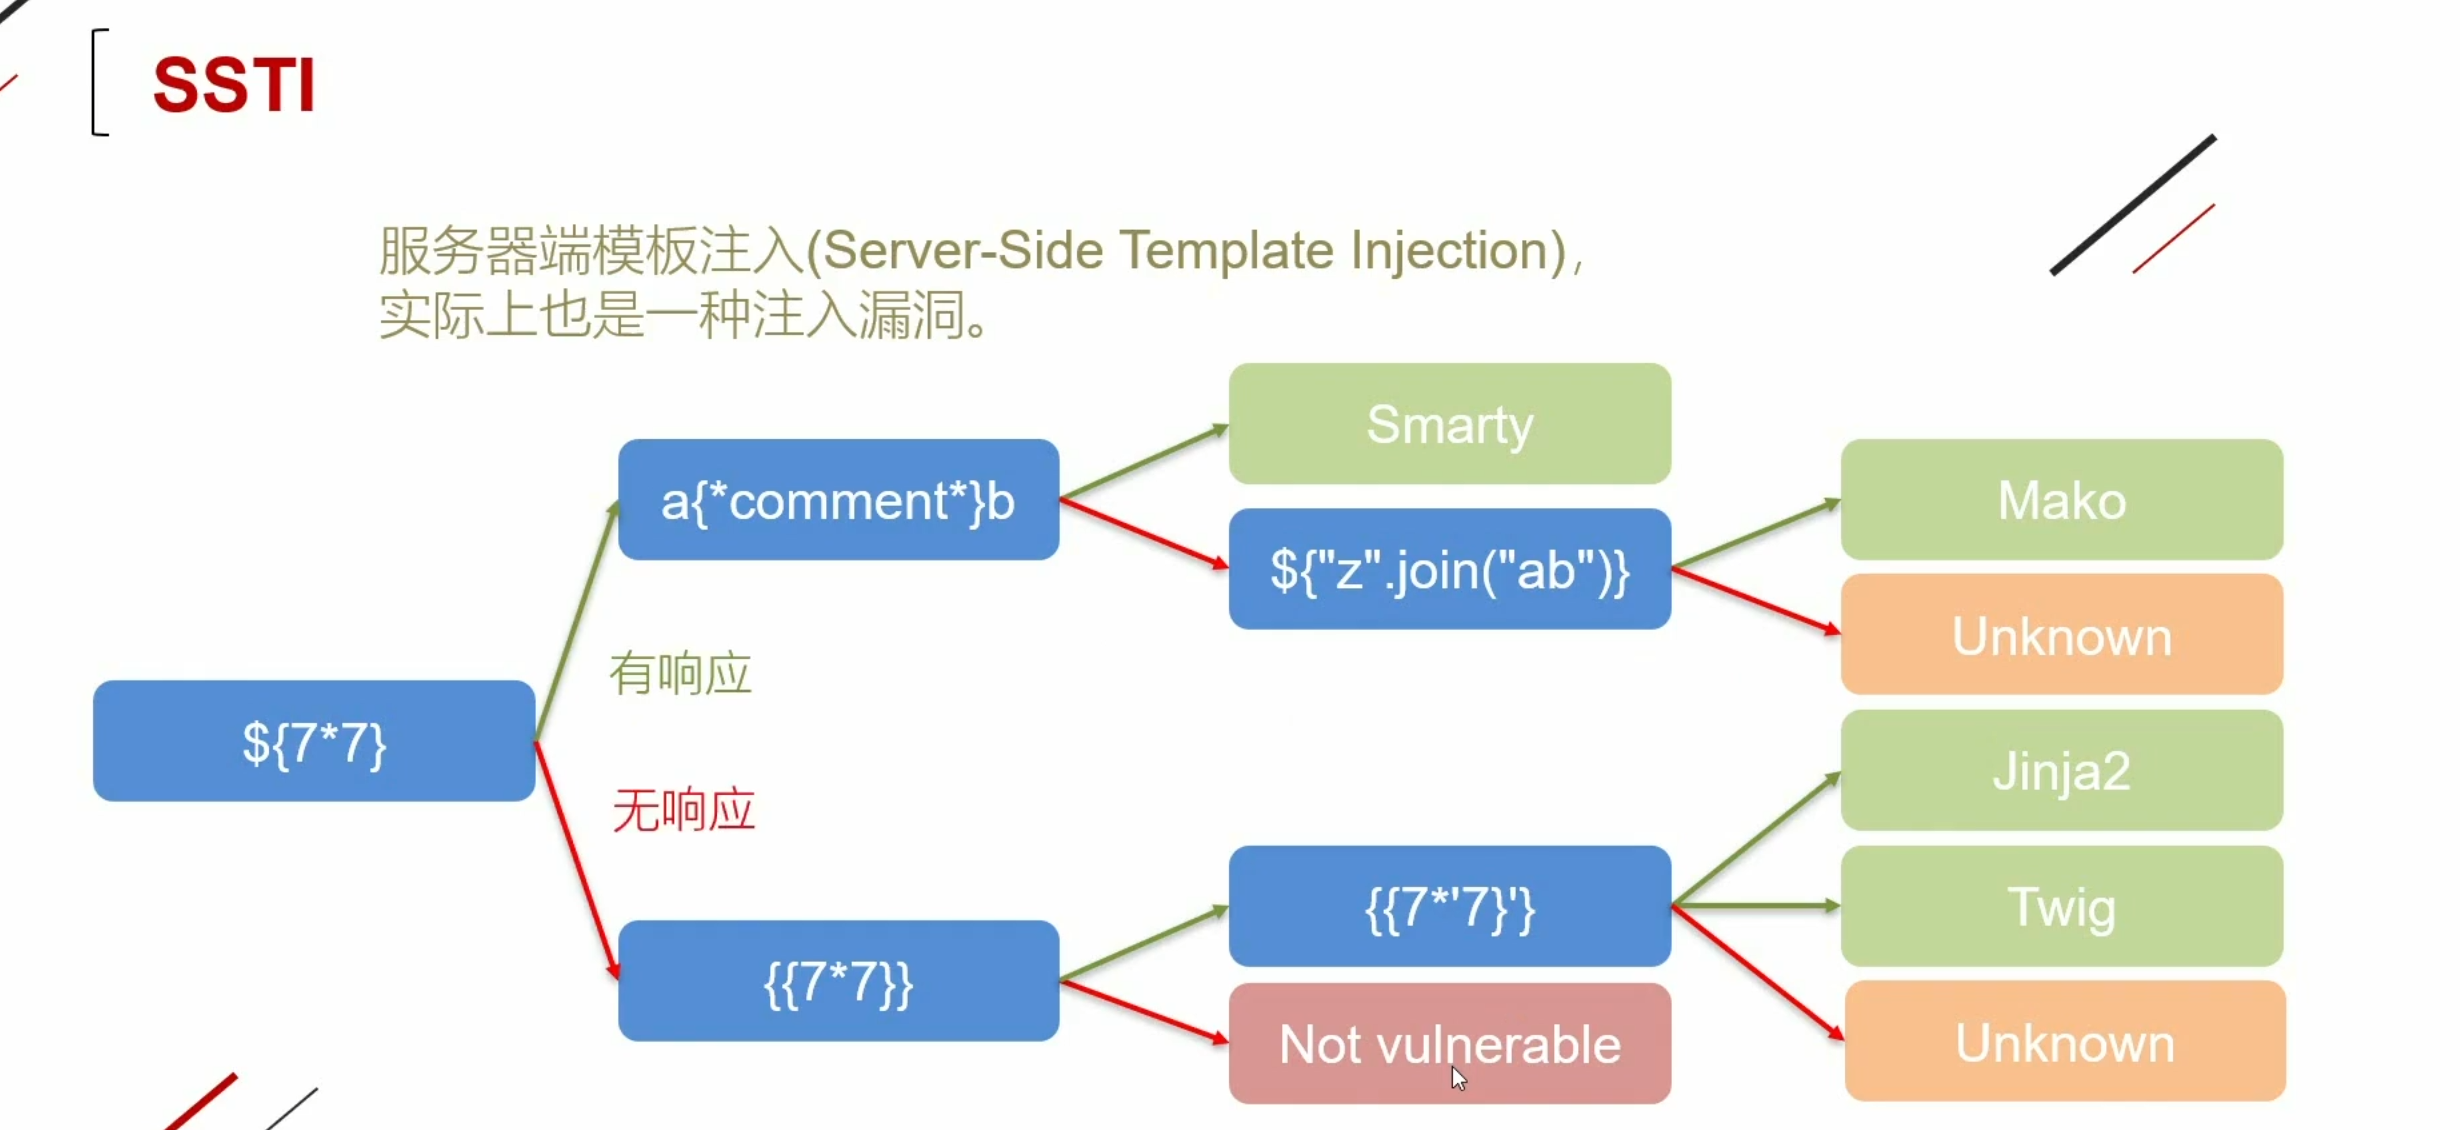 SSTI
服务器端模板注入(Server-Side Template Injection)，
实际上也是一种注入漏洞。
${7*7}
有响应
无响应
a{*comment*}b
{{7*7}}
Smarty
${"z".join("ab")}
{{7*'7}'}
Not vulnerable
Mako
Unknown
Jinja2
Twig
Unknown